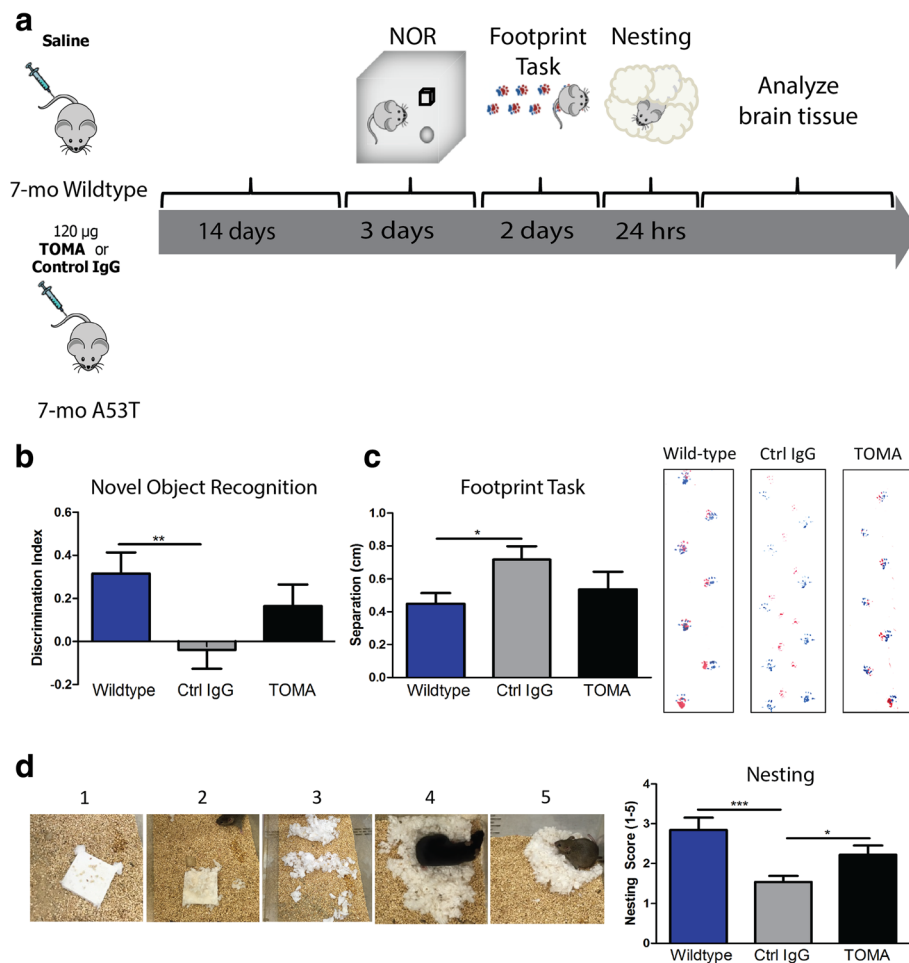 a
Saline
7-mo Wildtype
120 µg
TOMA or
Control IgG
7-mo A53T
NOR
Footprint
Task
Nesting
Analyze
brain tissue
14 days
3 days
2 days
24 hrs
b
Novel Object Recognition
Discrimination Index
0.6
0.4
0.2
0.0
-0.2
**
Wildtype
Ctrl IgG
TOMA
c
Footprint Task
Separation (cm)
1.0
0.8
0.6
0.4
0.2
0.0
*
Wildtype
Ctrl IgG
TOMA
Wild-type
Ctrl IgG
TOMA
d
1
2
3
4
5
Nesting
Nesting Score (1-5)
4
3
2
1
0
***
*
Wildtype
Ctrl IgG
TOMA